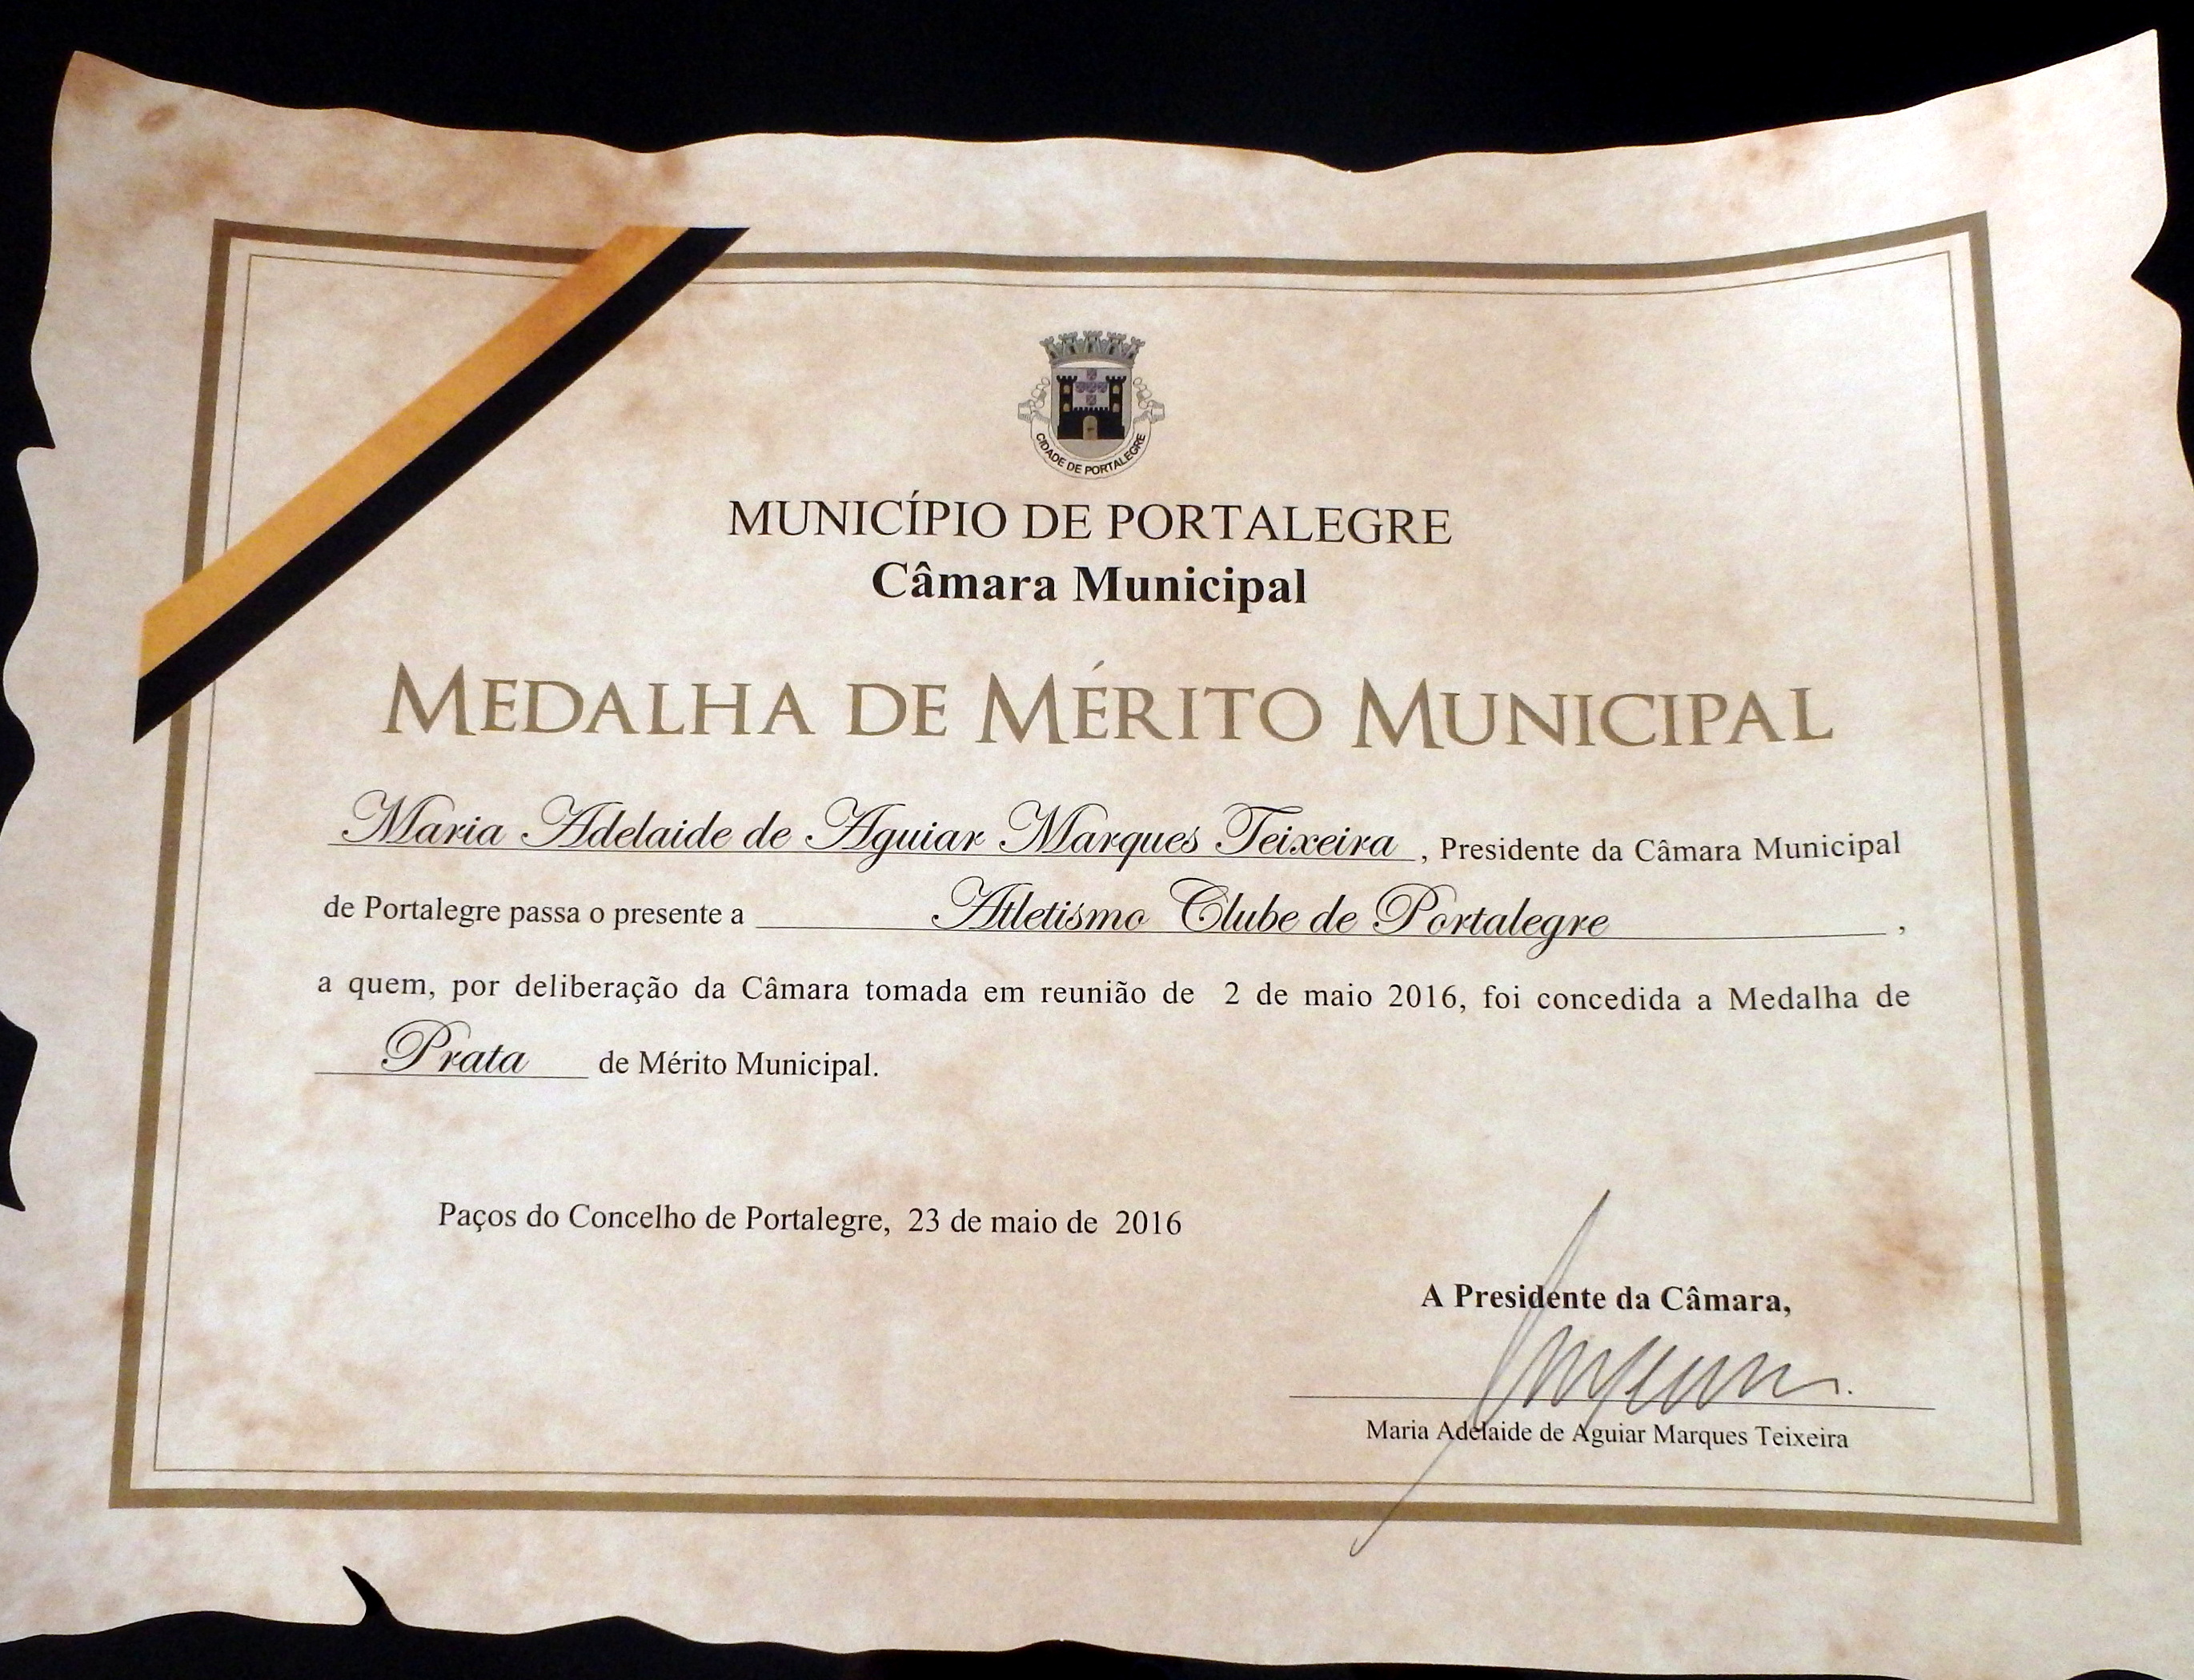 CIDADE DE PORTALEGRE
MUNICÍPIO DE PORTALEGRE
Câmara Municipal
MEDALHA DE MÉRITO MUNICIPAL
Maria Adelaide de Aguiar Marques Teixeira, Presidente da Câmara Municipal
de Portalegre passa o presente a Atletismo Clube de Portalegre,
a quem, por deliberação da Câmara tomada em reunião de 2 de maio 2016, foi concedida a Medalha de
Prata de Mérito Municipal.
Paços do Concelho de Portalegre, 23 de maio de 2016
A Presidente da Câmara,
Maria Adelaide de Aguiar Marques Teixeira